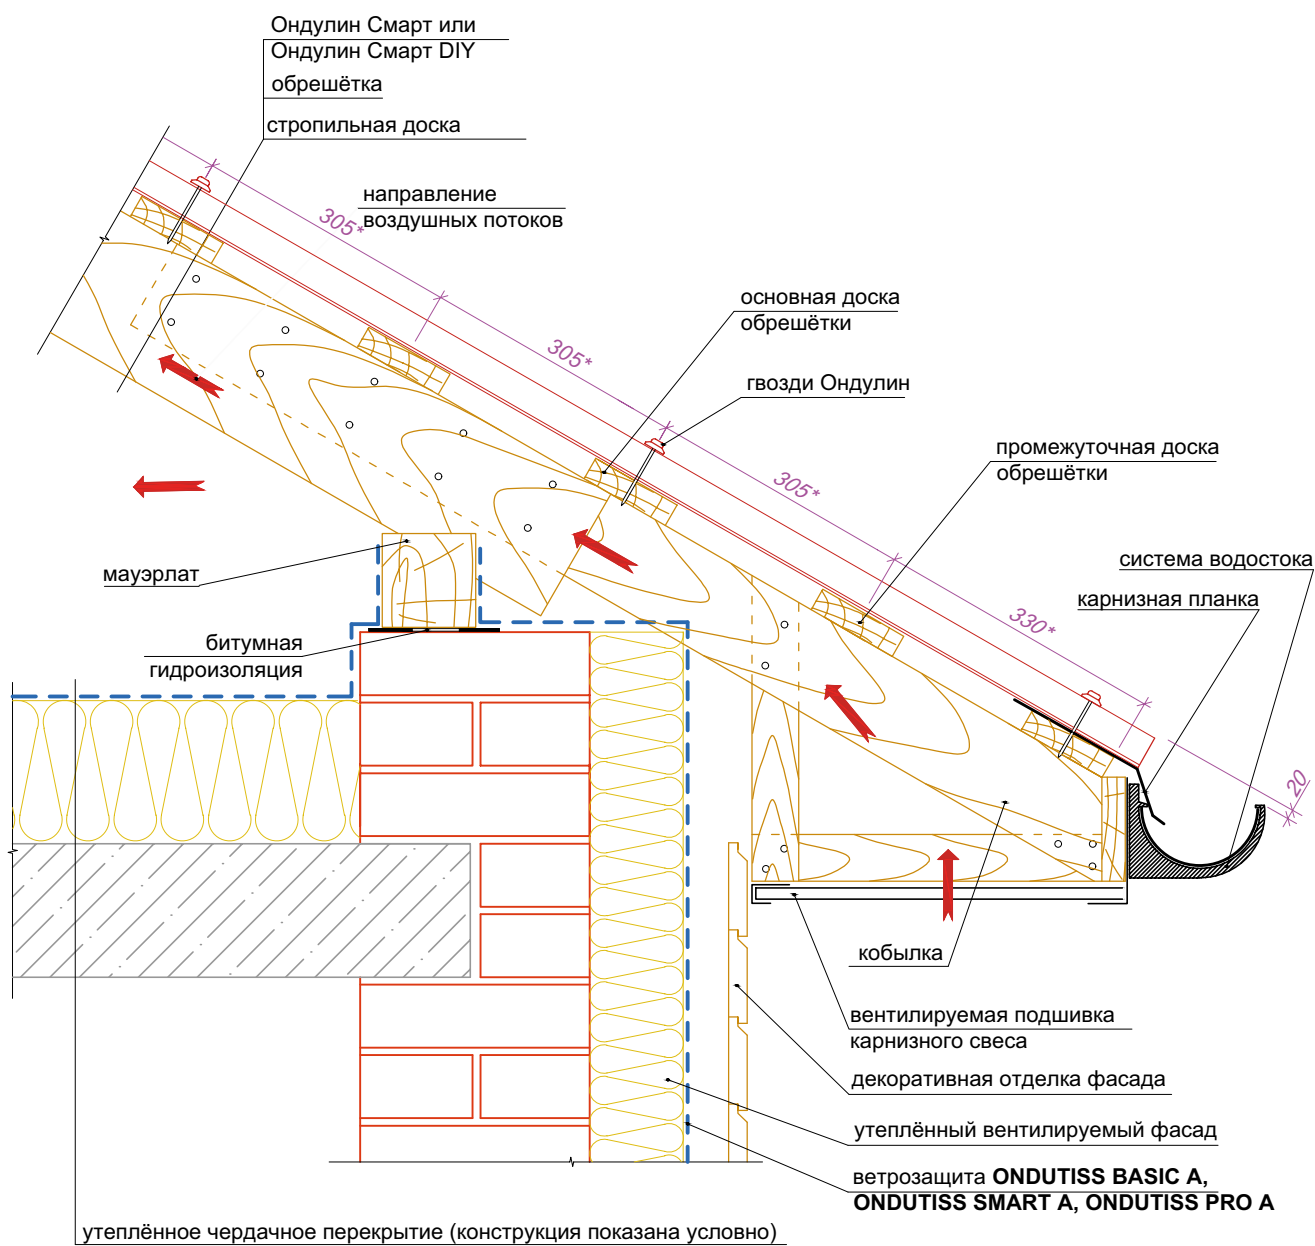 Ондулин Смарт или
Ондулин Смарт DIY
обрешётка
стропильная доска
направление
воздушных потоков
305*
основная доска
обрешётки
305*
гвозди Ондулин
промежуточная доска
обрешётки
305*
система водостока
карнизная планка
330*
20
мауэрлат
битумная
гидроизоляция
кобылка
вентилируемая подшивка
карнизного свеса
декоративная отделка фасада
утеплённый вентилируемый фасад
ветрозащита ONDUTISS BASIC A,
ONDUTISS SMART A, ONDUTISS PRO A
утеплённое чердачное перекрытие (конструкция показана условно)